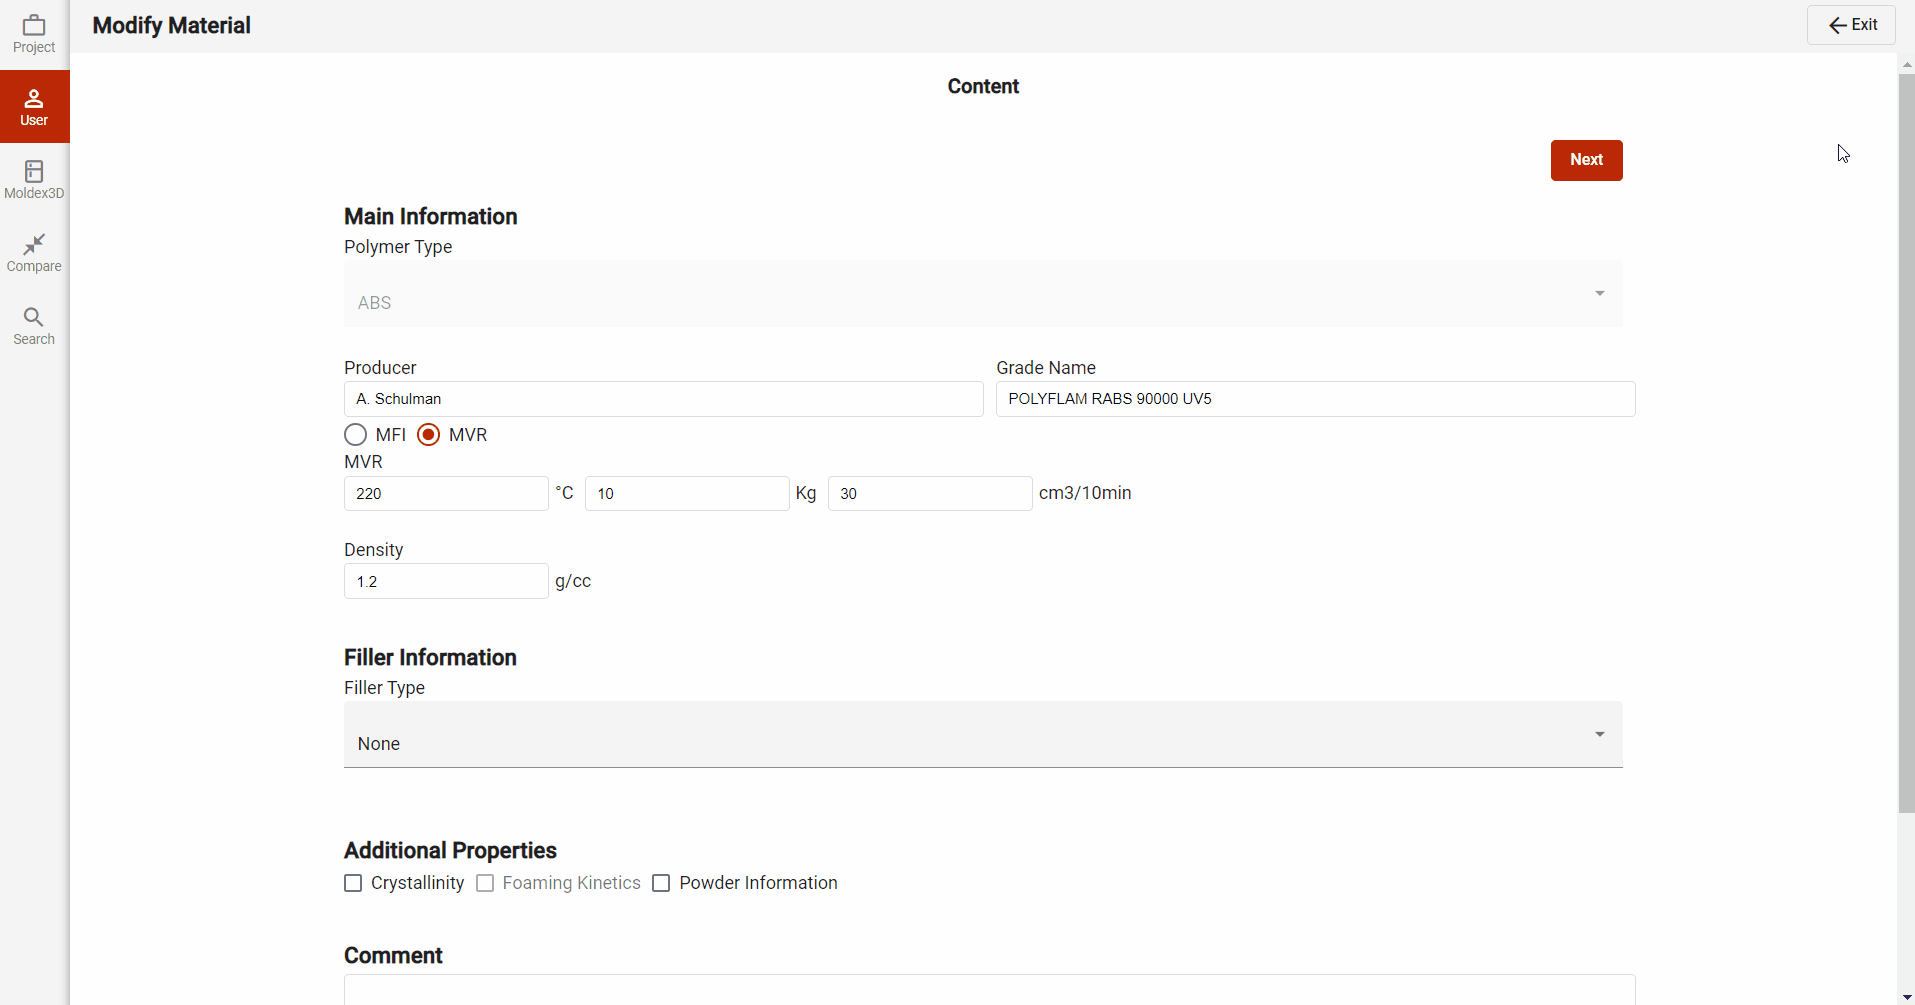 Modify Material
Exit
Project
User
Moldex3D
Compare
Search
Content
Next
Main Information
Polymer Type
ABS
Producer Grade Name
A. Schulman POLYFLAM RABS 90000 UV5
MFI MVR
MVR
220 °C 10 Kg 30 cm3/10min
Density
1.2 g/cc
Filler Information
Filler Type
None
Additional Properties
Crystallinity Foaming Kinetics Powder Information
Comment